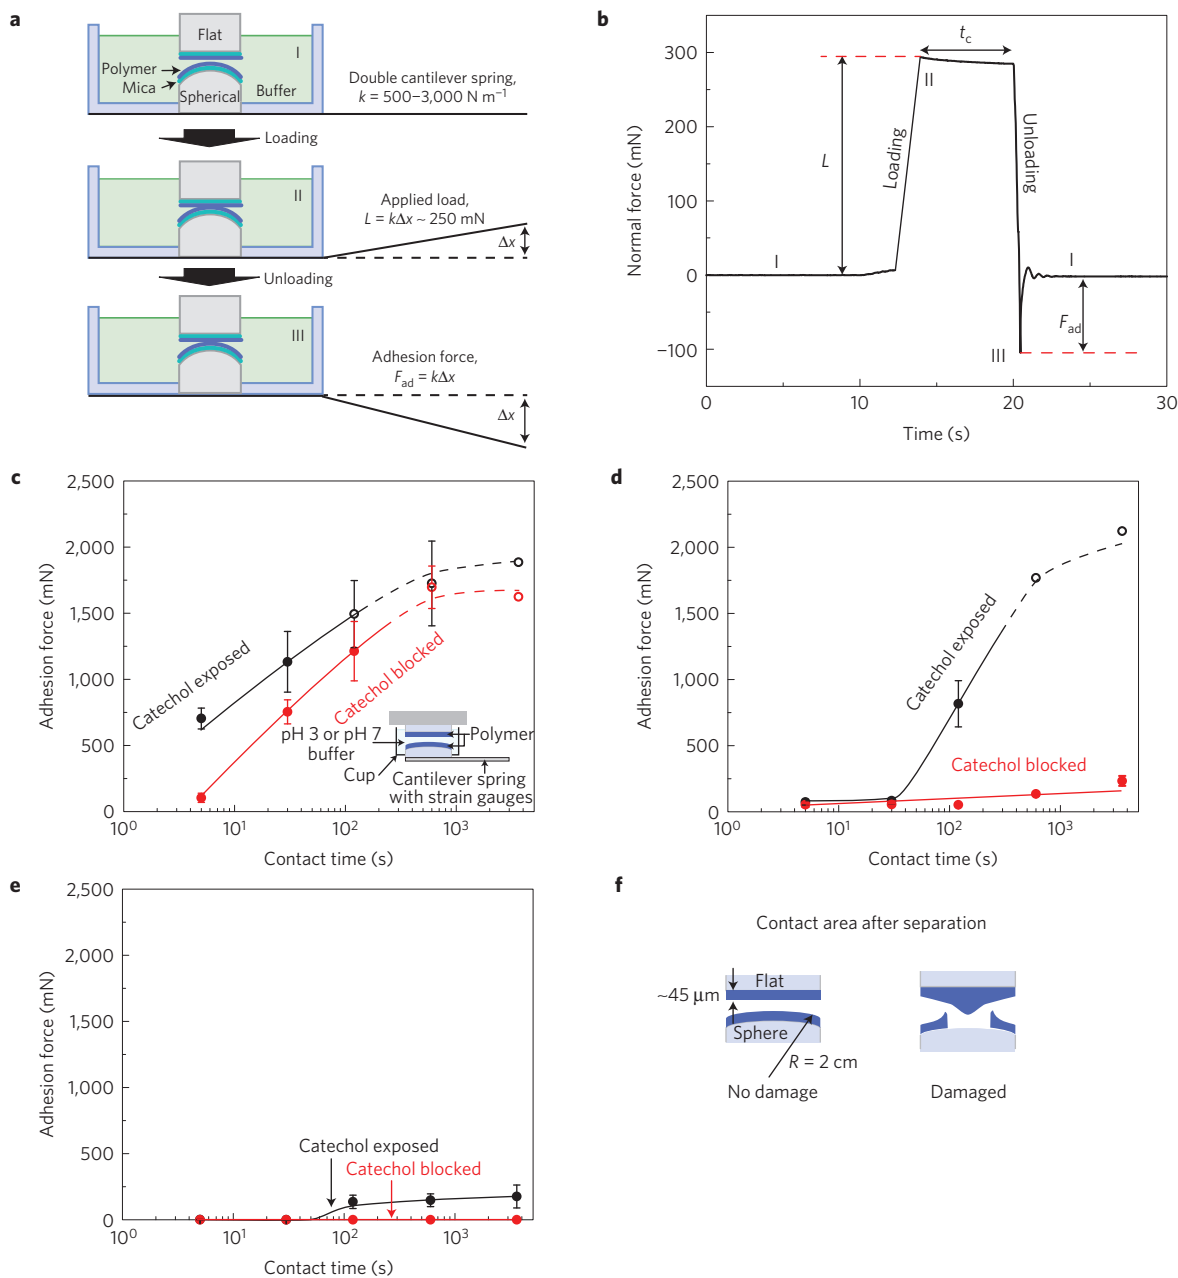 a
Flat
I
Polymer
Mica
Spherical
Buffer
Double cantilever spring,
k = 500–3,000 N m⁻¹
Loading
II
Applied load,
L = kΔx ~ 250 mN
Δx
Unloading
III
Adhesion force,
F_ad = kΔx
Δx
b
Normal force (mN)
300
200
100
0
−100
0
10
20
30
Time (s)
t_c
II
L
Loading
Unloading
I
I
F_ad
III
c
Adhesion force (mN)
2,500
2,000
1,500
1,000
500
0
10⁰
10¹
10²
10³
Contact time (s)
Catechol exposed
Catechol blocked
pH 3 or pH 7
buffer
Cup
Polymer
Cantilever spring
with strain gauges
d
Adhesion force (mN)
2,500
2,000
1,500
1,000
500
0
10⁰
10¹
10²
10³
Contact time (s)
Catechol exposed
Catechol blocked
e
Adhesion force (mN)
2,500
2,000
1,500
1,000
500
0
10⁰
10¹
10²
10³
Contact time (s)
Catechol exposed
Catechol blocked
f
Contact area after separation
~45 μm
Flat
Sphere
R = 2 cm
No damage
Damaged